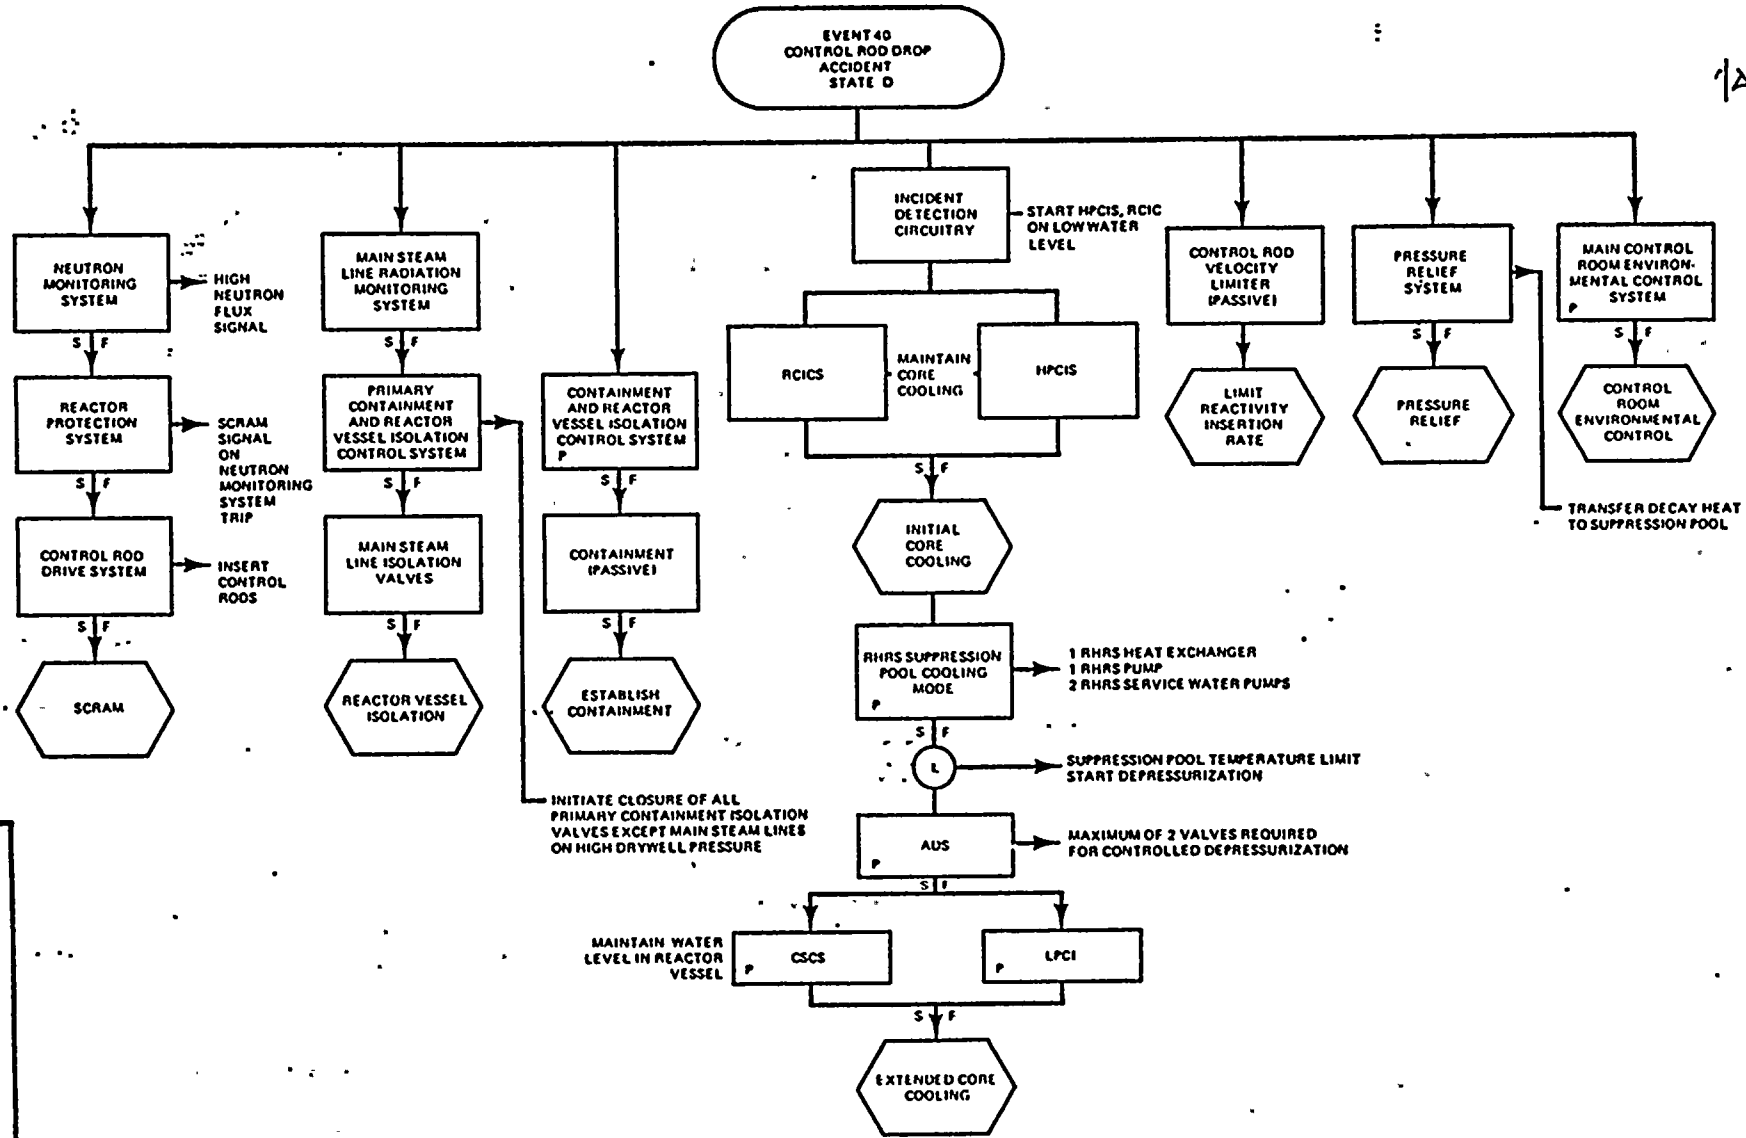 EVENT 40
CONTROL ROD DROP
ACCIDENT
STATE D
NEUTRON
MONITORING
SYSTEM
HIGH
NEUTRON
FLUX
SIGNAL
S F
REACTOR
PROTECTION
SYSTEM
SCRAM
SIGNAL
ON
NEUTRON
MONITORING
SYSTEM
TRIP
S F
CONTROL ROD
DRIVE SYSTEM
INSERT
CONTROL
RODS
S F
SCRAM
MAIN STEAM
LINE RADIATION
MONITORING
SYSTEM
S F
PRIMARY
CONTAINMENT
AND REACTOR
VESSEL ISOLATION
CONTROL SYSTEM
S F
MAIN STEAM
LINE ISOLATION
VALVES
S F
REACTOR VESSEL
ISOLATION
INITIATE CLOSURE OF ALL
PRIMARY CONTAINMENT ISOLATION
VALVES EXCEPT MAIN STEAM LINES
ON HIGH DRYWELL PRESSURE
CONTAINMENT
AND REACTOR
VESSEL ISOLATION
CONTROL SYSTEM
P
S F
CONTAINMENT
(PASSIVE)
S F
ESTABLISH
CONTAINMENT
INCIDENT
DETECTION
CIRCUITRY
START HPCIS, RCIC
ON LOW WATER
LEVEL
RCICS
MAINTAIN
CORE
COOLING
HPCIS
S F
INITIAL
CORE
COOLING
RHRS SUPPRESSION
POOL COOLING
MODE
P
1 RHRS HEAT EXCHANGER
1 RHRS PUMP
2 RHRS SERVICE WATER PUMPS
S F
L
SUPPRESSION POOL TEMPERATURE LIMIT
START DEPRESSURIZATION
ADS
P
MAXIMUM OF 2 VALVES REQUIRED
FOR CONTROLLED DEPRESSURIZATION
S F
MAINTAIN WATER
LEVEL IN REACTOR
VESSEL
CSCS
P
LPCI
P
S F
EXTENDED CORE
COOLING
CONTROL ROD
VELOCITY
LIMITER
(PASSIVE)
LIMIT
REACTIVITY
INSERTION
RATE
PRESSURE
RELIEF
SYSTEM
S F
PRESSURE
RELIEF
TRANSFER DECAY HEAT
TO SUPPRESSION POOL
MAIN CONTROL
ROOM ENVIRON-
MENTAL CONTROL
SYSTEM
P
S F
CONTROL
ROOM
ENVIRONMENTAL
CONTROL